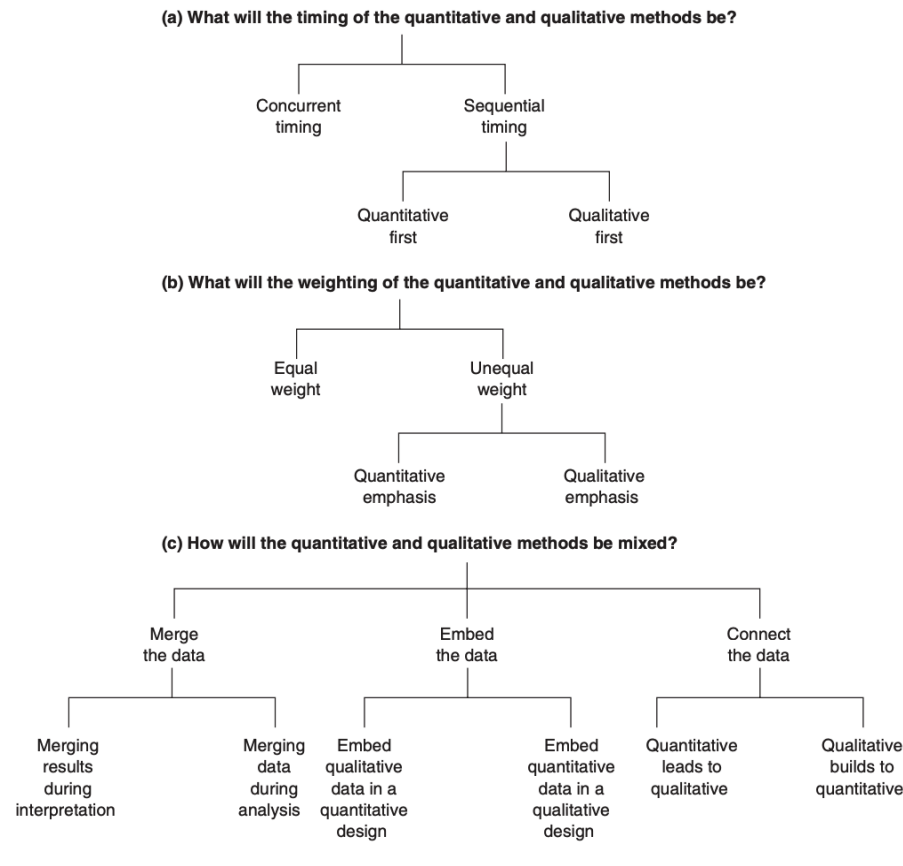 (a) What will the timing of the quantitative and qualitative methods be?
Concurrent
timing
Sequential
timing
Quantitative
first
Qualitative
first
(b) What will the weighting of the quantitative and qualitative methods be?
Equal
weight
Unequal
weight
Quantitative
emphasis
Qualitative
emphasis
(c) How will the quantitative and qualitative methods be mixed?
Merge
the data
Embed
the data
Connect
the data
Merging
results
during
interpretation
Merging
data
during
analysis
Embed
qualitative
data in a
quantitative
design
Embed
quantitative
data in a
qualitative
design
Quantitative
leads to
qualitative
Qualitative
builds to
quantitative